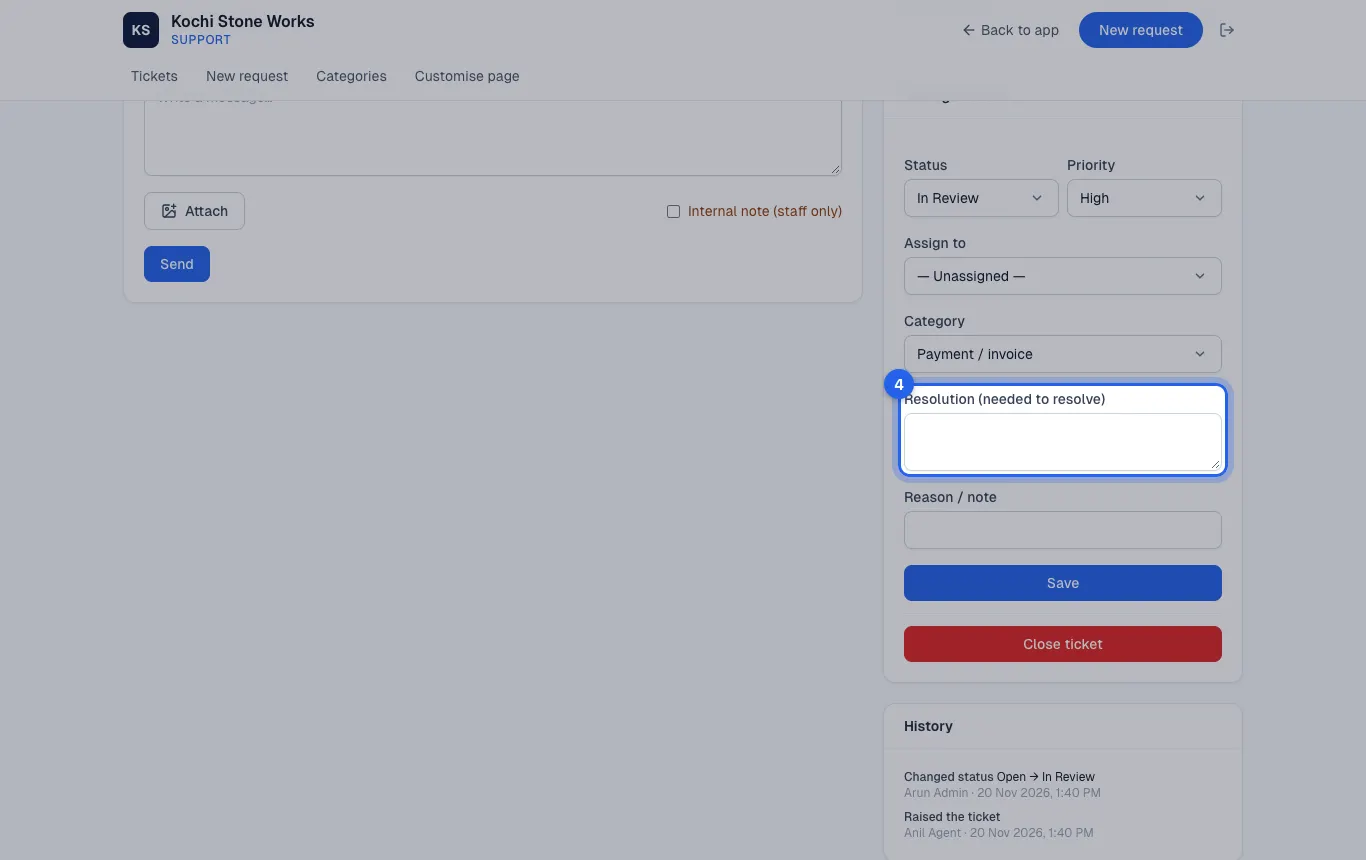 KS
Kochi Stone Works
SUPPORT
Back to app
New request
Tickets
New request
Categories
Customise page
Write a message...
Attach
Internal note (staff only)
Send
Status
Priority
In Review
High
Assign to
— Unassigned —
Category
Payment / invoice
4
Resolution (needed to resolve)
Reason / note
Save
Close ticket
History
Changed status Open → In Review
Arun Admin · 20 Nov 2026, 1:40 PM
Raised the ticket
Anil Agent · 20 Nov 2026, 1:40 PM